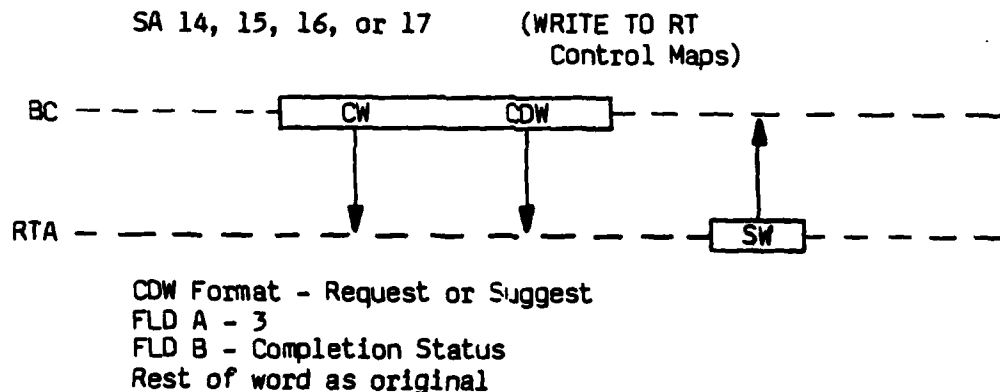 SA 14, 15, 16, or 17 (WRITE TO RT
Control Maps)
BC
CW CDW
RTA
SW
CDW Format - Request or Suggest
FLD A - 3
FLD B - Completion Status
Rest of word as original